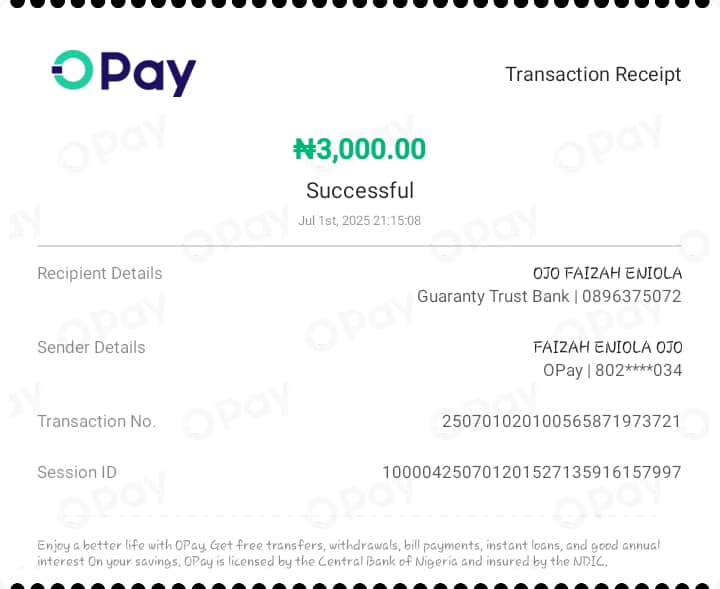 OPay
Transaction Receipt
₦3,000.00
Successful
Jul 1st, 2025 21:15:08
Recipient Details
OJO FAIZAH ENIOLA
Guaranty Trust Bank | 0896375072
Sender Details
FAIZAH ENIOLA OJO
OPay | 802****034
Transaction No.
250701020100565871973721
Session ID
100004250701201527135916157997
Enjoy a better life with OPay. Get free transfers, withdrawals, bill payments, instant loans, and good annual
interest On your savings. OPay is licensed by the Central Bank of Nigeria and insured by the NDIC.